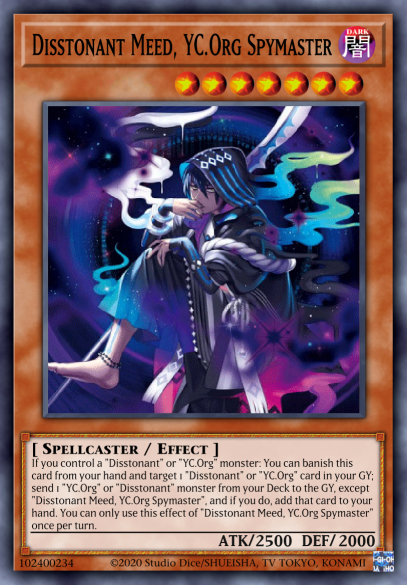 Disstonant Meed, YC.Org Spymaster
DARK
闇
[ Spellcaster / Effect ]
If you control a "Disstonant" or "YC.Org" monster: You can banish this
card from your hand and target 1 "Disstonant" or "YC.Org" card in your GY;
send 1 "YC.Org" or "Disstonant" monster from your Deck to the GY, except
"Disstonant Meed, YC.Org Spymaster", and if you do, add that card to your
hand. You can only use this effect of "Disstonant Meed, YC.Org Spymaster"
once per turn.
ATK/2500 DEF/2000
102400234 ©2020 Studio Dice/SHUEISHA, TV TOKYO, KONAMI